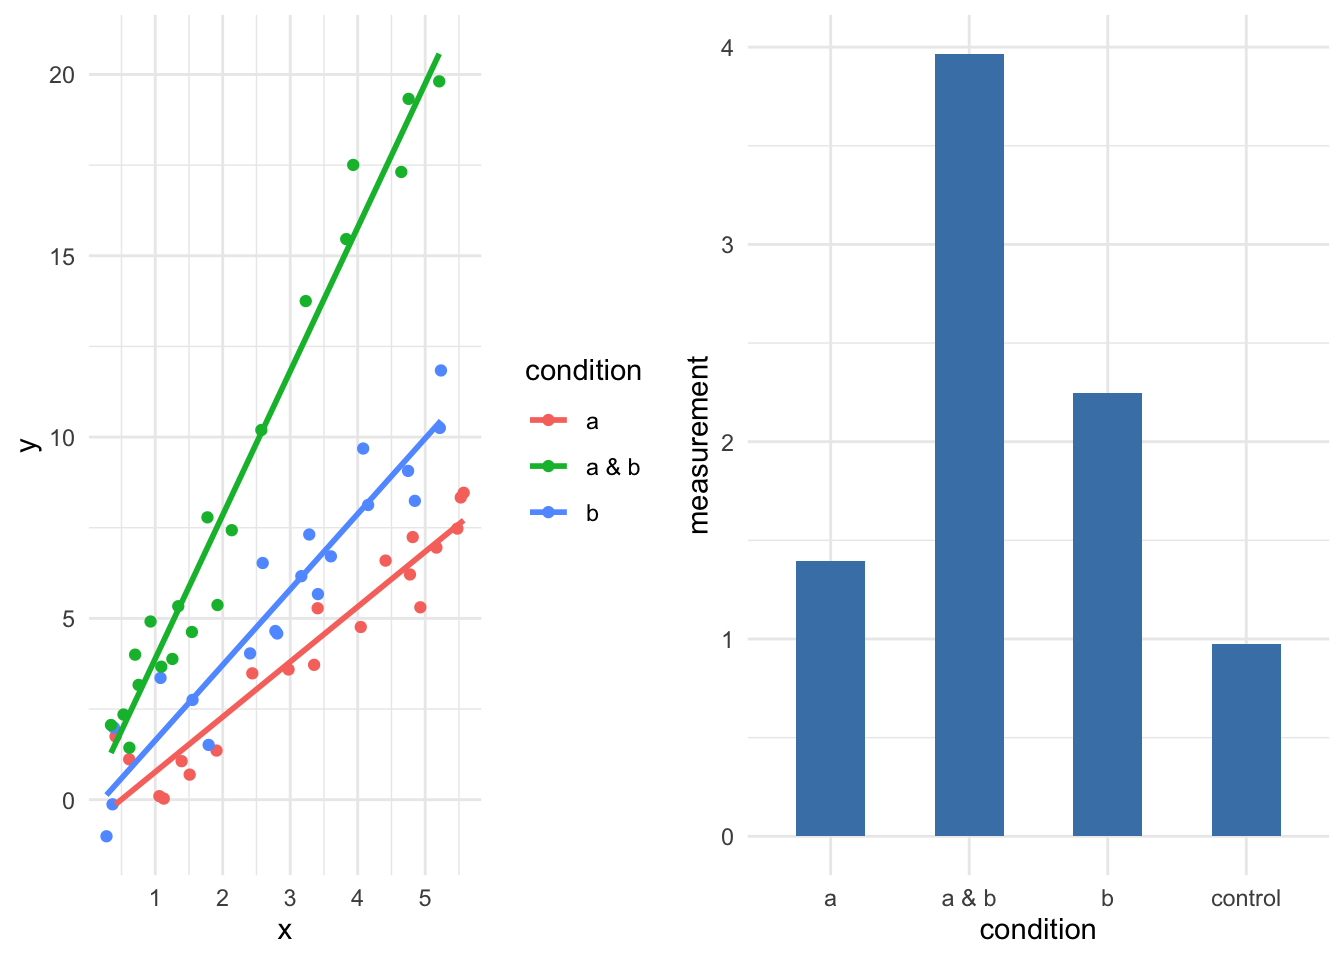 20
15
10
5
0
y
1 2 3 4 5
x
condition
a
a & b
b
4
3
2
1
0
measurement
a a & b b control
condition